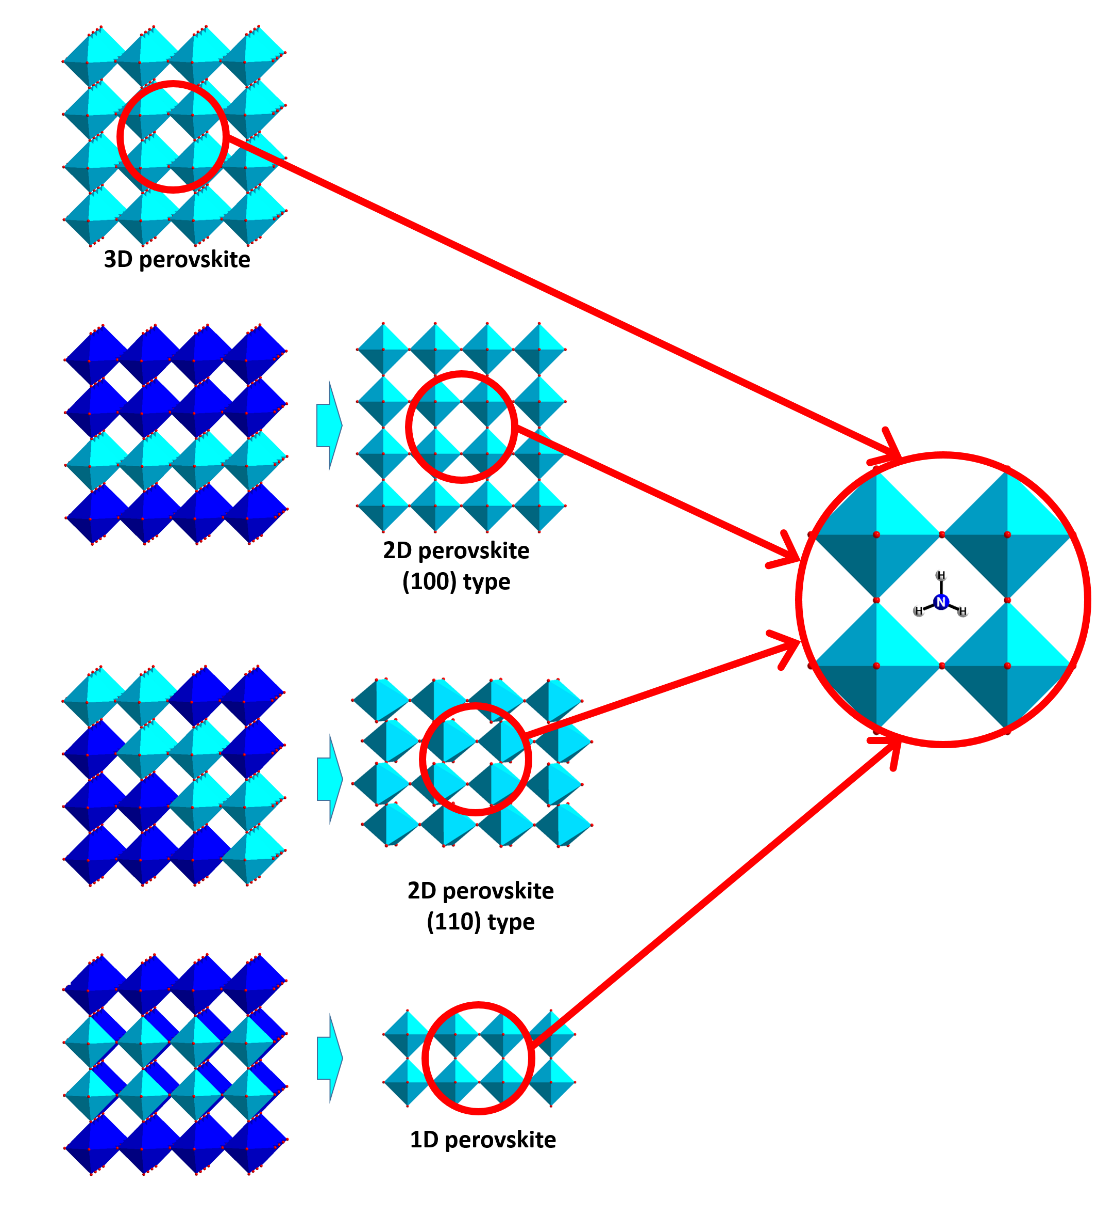 3D perovskite
2D perovskite
(100) type
H
N
H
H
2D perovskite
(110) type
1D perovskite